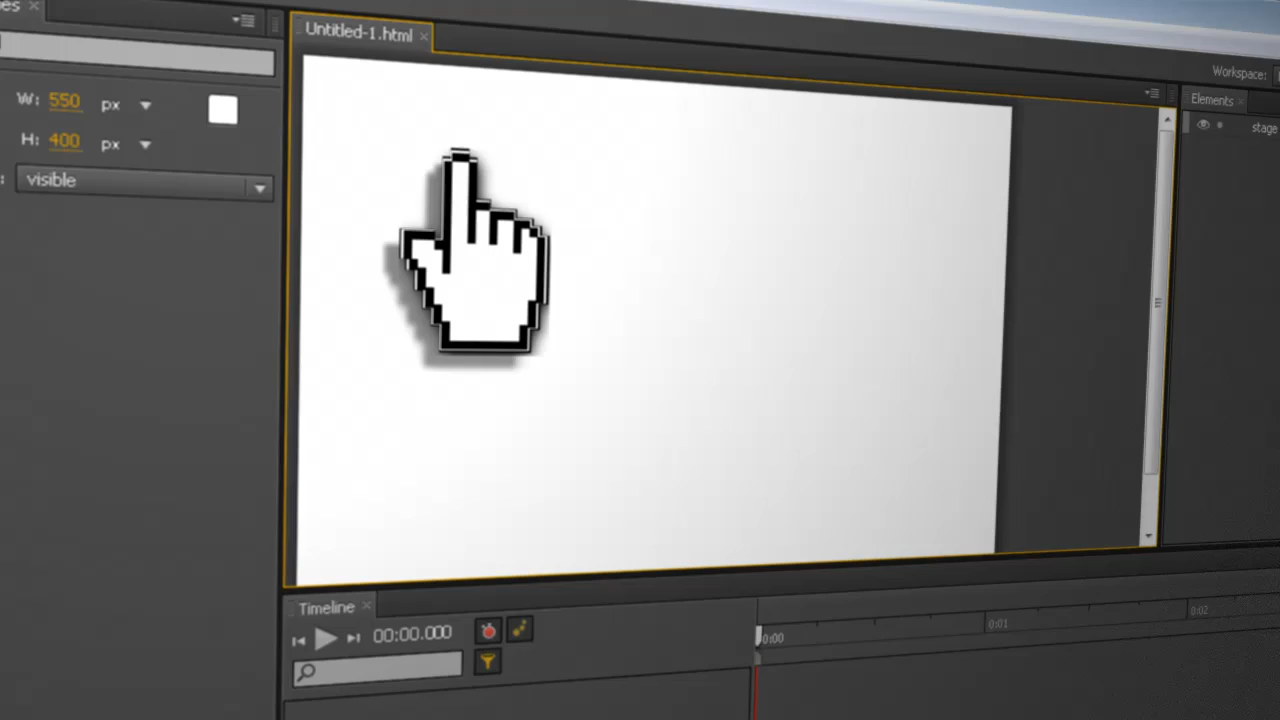 Untitled-1.html
Workspace:
W: 550 px
H: 400 px
visible
Elements
stage
Timeline
00:00.000
0:00
0:01
0:02